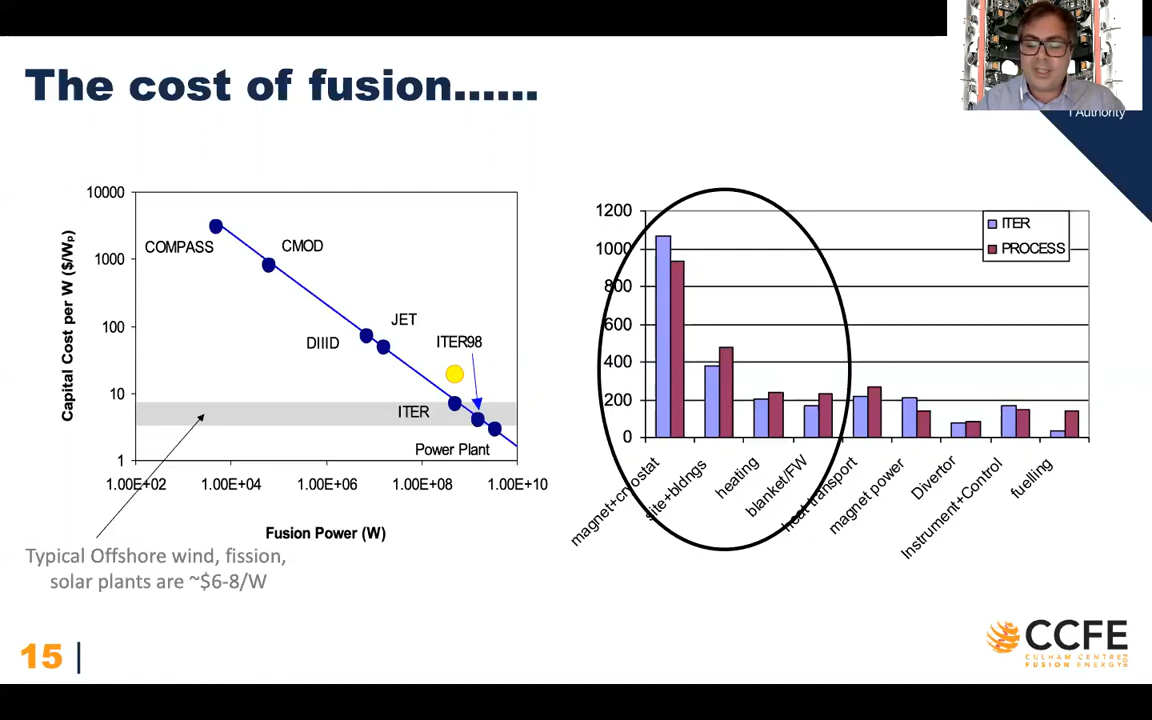 The cost of fusion......
f Authority
10000
1000
100
10
1
Capital Cost per W ($/Wp)
COMPASS
CMOD
JET
DIIID
ITER98
ITER
Power Plant
1.00E+02 1.00E+04 1.00E+06 1.00E+08 1.00E+10
Fusion Power (W)
Typical Offshore wind, fission,
solar plants are ~$6-8/W
1200
1000
800
600
400
200
0
ITER
PROCESS
magnet+cryostat
site+bldngs
heating
blanket/FW
heat transport
magnet power
Divertor
Instrument+Control
fuelling
15
CCFE
CULHAM CENTRE
FOR
FUSION ENERGY